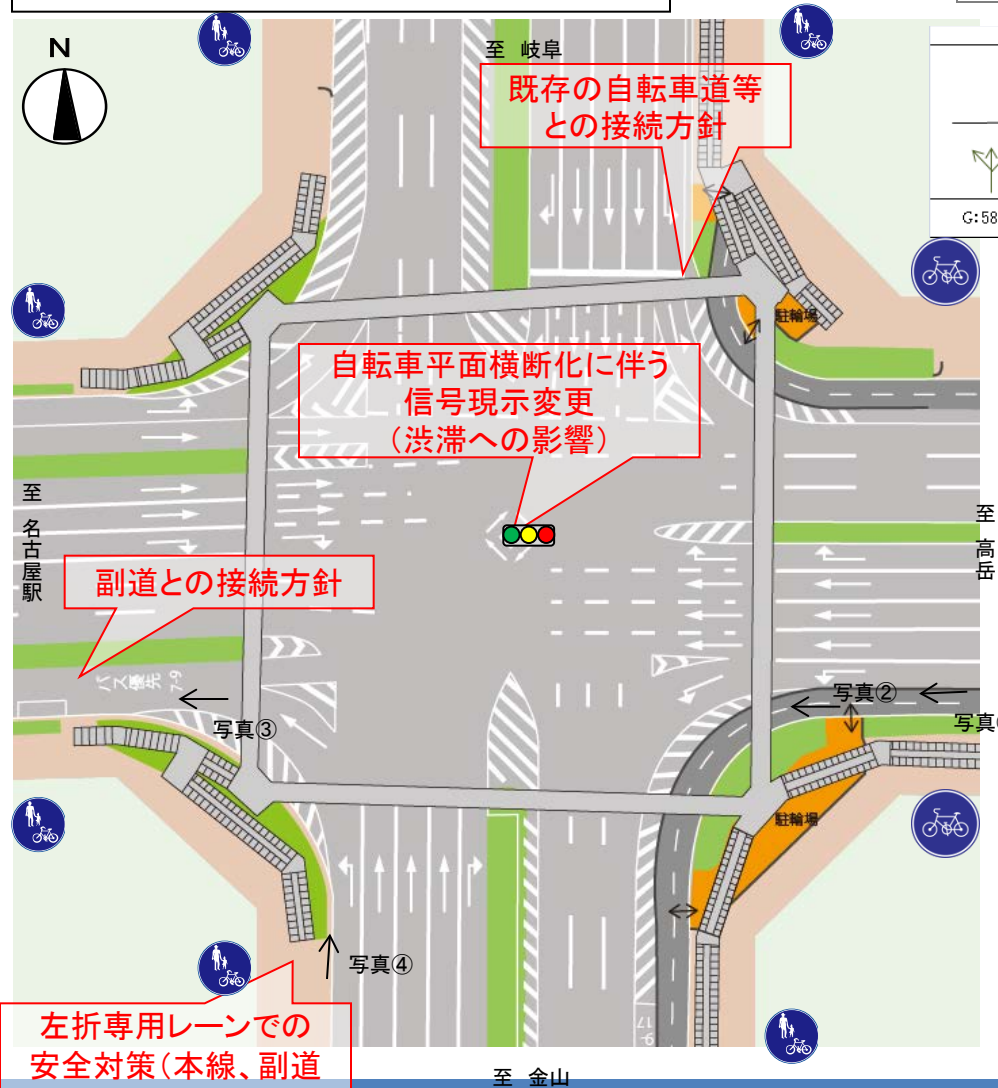 N
至 岐阜
既存の自転車道等
との接続方針
G:58
駐輪場
自転車平面横断化に伴う
信号現示変更
(渋滞への影響)
至 名古屋駅
至 高岳
副道との接続方針
バス優先
7-9
写真②
写真③
写真
駐輪場
写真④
17-
左折専用レーンでの
安全対策(本線、副道
至 金山